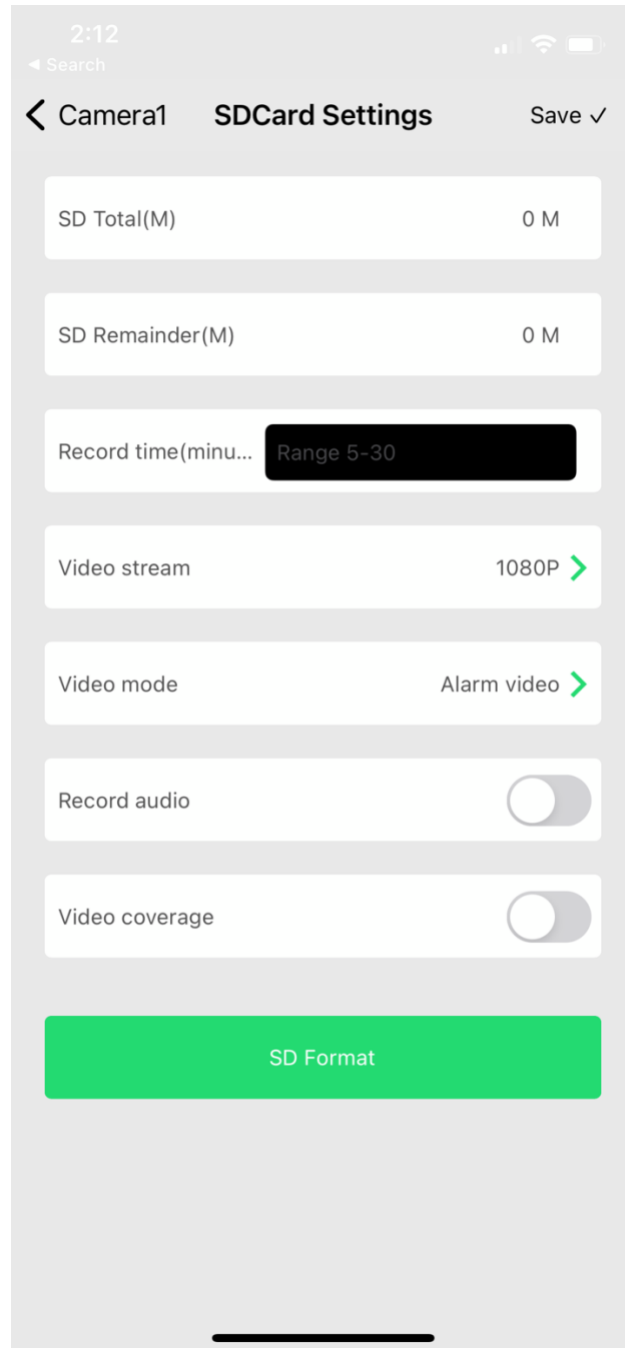 2:12
◀ Search
Camera1 SDCard Settings Save ✓
SD Total(M) 0 M
SD Remainder(M) 0 M
Record time(minu... Range 5-30
Video stream 1080P
Video mode Alarm video
Record audio
Video coverage
SD Format